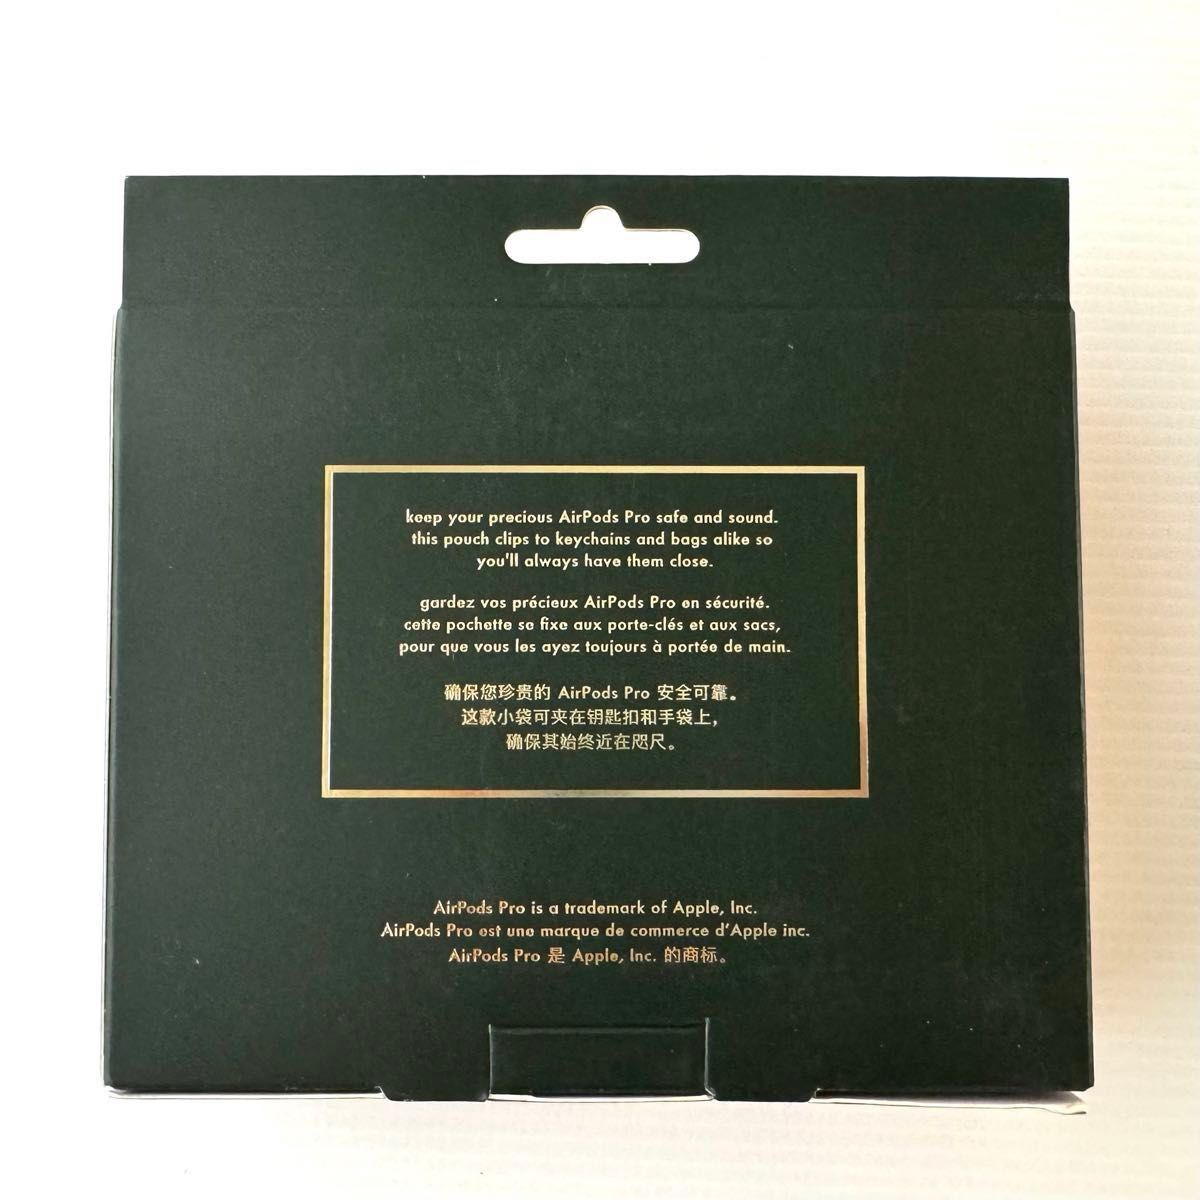 keep your precious AirPods Pro safe and sound.
this pouch clips to keychains and bags alike so
you'll always have them close.
gardez vos précieux AirPods Pro en sécurité.
cette pochette se fixe aux porte-clés et aux sacs,
pour que vous les ayez toujours à portée de main.
确保您珍贵的 AirPods Pro 安全可靠。
这款小袋可夹在钥匙扣和手袋上，
确保其始终近在咫尺。
AirPods Pro is a trademark of Apple, Inc.
AirPods Pro est une marque de commerce d'Apple inc.
AirPods Pro 是 Apple, Inc. 的商标。